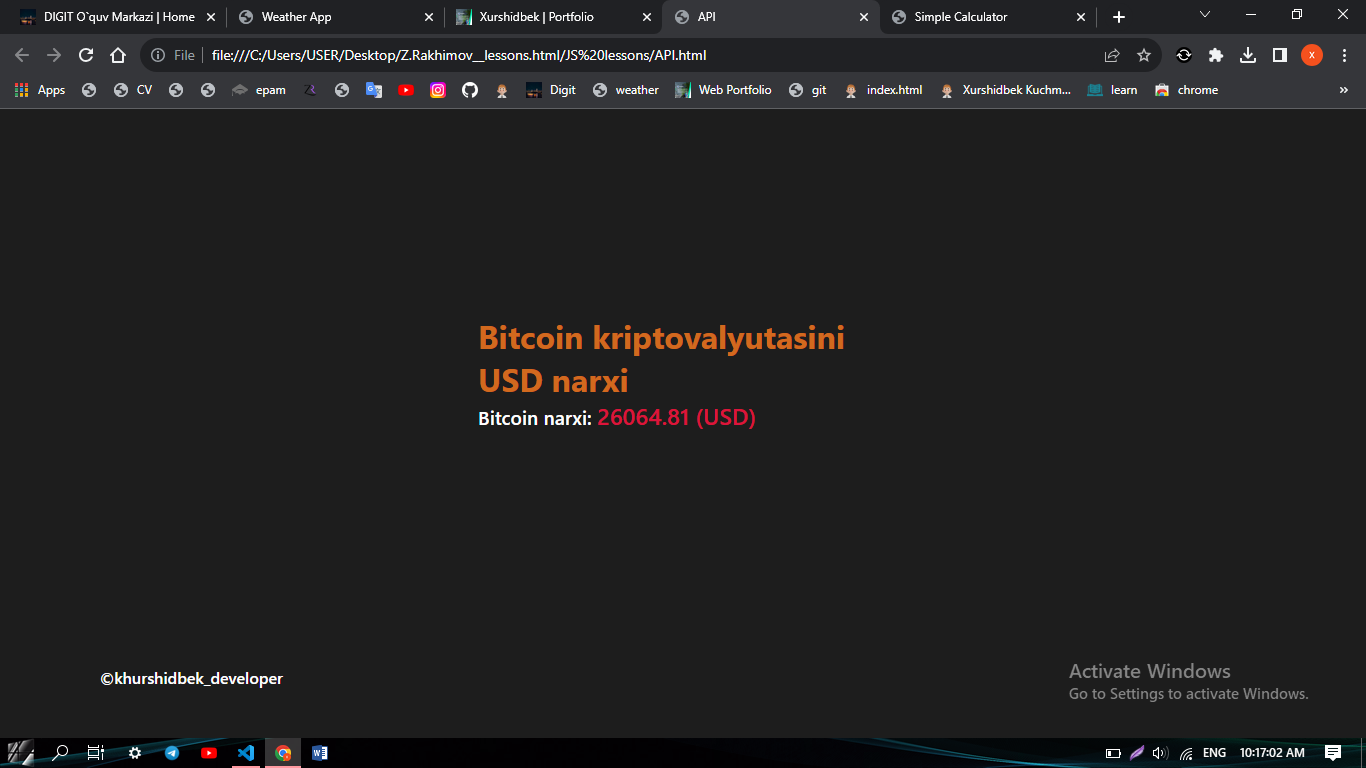 DIGIT O`quv Markazi | Home
Weather App
Xurshidbek | Portfolio
API
Simple Calculator
File
file:///C:/Users/USER/Desktop/Z.Rakhimov__lessons.html/JS%20lessons/API.html
X
Apps
CV
epam
Digit
weather
Web Portfolio
git
index.html
Xurshidbek Kuchm...
learn
chrome
»
Bitcoin kriptovalyutasini
USD narxi
Bitcoin narxi: 26064.81 (USD)
©khurshidbek_developer
Activate Windows
Go to Settings to activate Windows.
ENG
10:17:02 AM